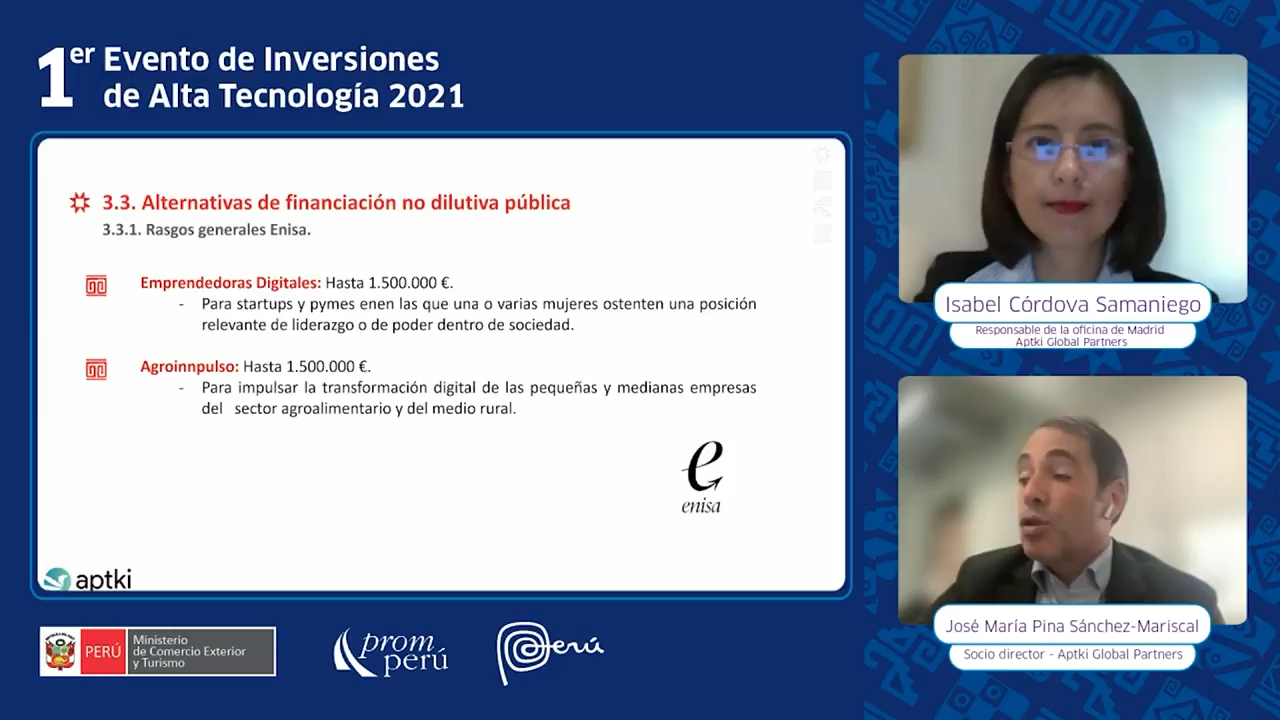 1er Evento de Inversiones
de Alta Tecnología 2021
3.3. Alternativas de financiación no dilutiva pública
3.3.1. Rasgos generales Enisa.
Emprendedoras Digitales: Hasta 1.500.000 €.
- Para startups y pymes enen las que una o varias mujeres ostenten una posición
relevante de liderazgo o de poder dentro de sociedad.
Agroinnpulso: Hasta 1.500.000 €.
- Para impulsar la transformación digital de las pequeñas y medianas empresas
del sector agroalimentario y del medio rural.
e
enisa
aptki
PERÚ
Ministerio
de Comercio Exterior
y Turismo
prom
perú
Perú
Isabel Córdova Samaniego
Responsable de la oficina de Madrid
Aptki Global Partners
José María Pina Sánchez-Mariscal
Socio director - Aptki Global Partners